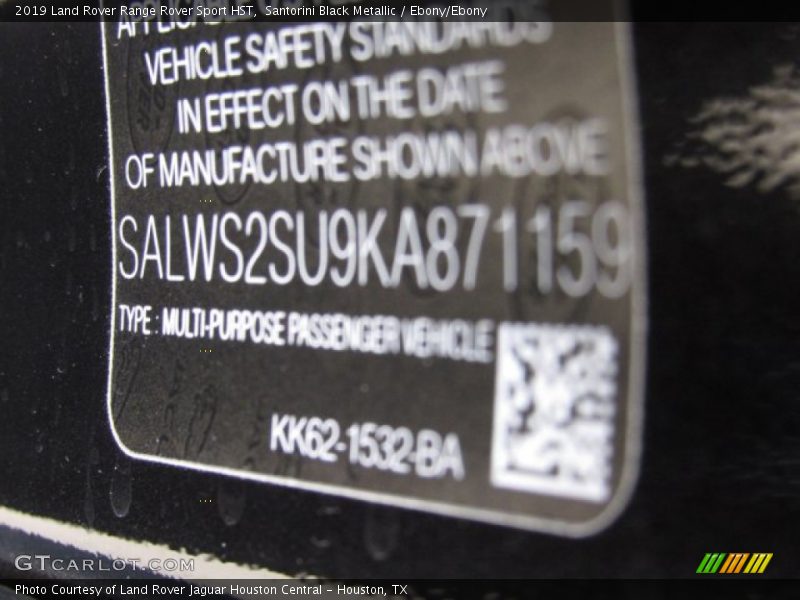 2019 Land Rover Range Rover Sport HST, Santorini Black Metallic / Ebony/Ebony
APPLICABLE
VEHICLE SAFETY STANDARDS
IN EFFECT ON THE DATE
OF MANUFACTURE SHOWN ABOVE
SALWS2SU9KA871159
TYPE : MULTI-PURPOSE PASSENGER VEHICLE
KK62-1532-BA
GTCARLOT.COM
Photo Courtesy of Land Rover Jaguar Houston Central - Houston, TX